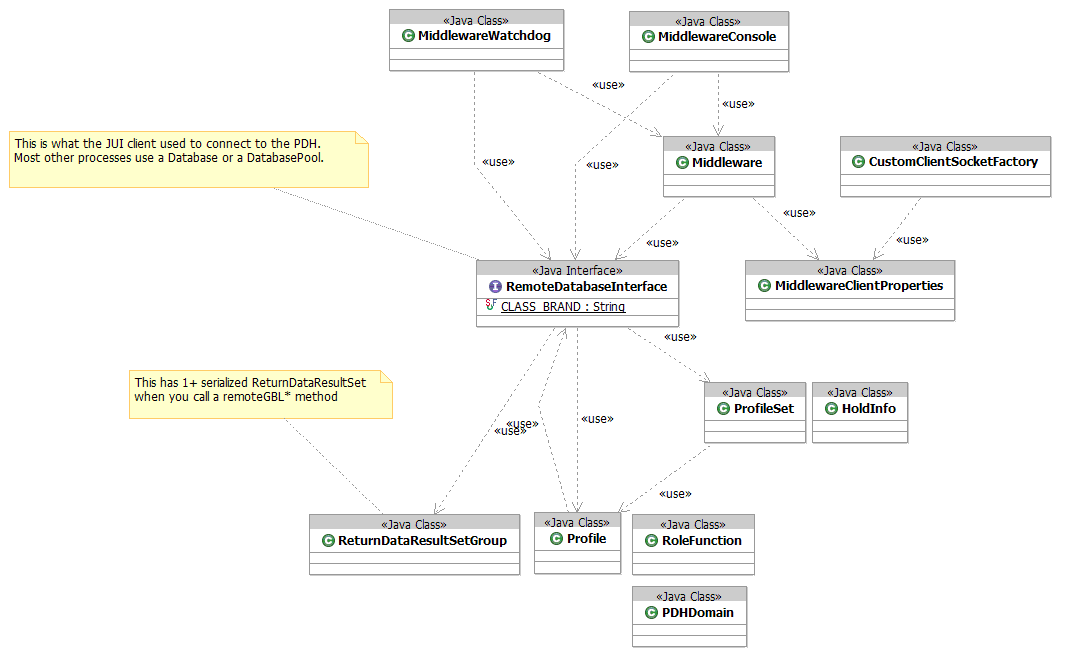 «Java Class»
MiddlewareWatchdog
«Java Class»
MiddlewareConsole
«use»
«use»
This is what the JUI client used to connect to the PDH.
Most other processes use a Database or a DatabasePool.
«use»
«use»
«Java Class»
Middleware
«Java Class»
CustomClientSocketFactory
«use»
«use»
«use»
«Java Interface»
RemoteDatabaseInterface
CLASS_BRAND : String
«Java Class»
MiddlewareClientProperties
«use»
This has 1+ serialized ReturnDataResultSet
when you call a remoteGBL* method
«Java Class»
ProfileSet
«Java Class»
HoldInfo
«use»
«use»
«use»
«use»
«Java Class»
ReturnDataResultSetGroup
«Java Class»
Profile
«Java Class»
RoleFunction
«Java Class»
PDHDomain